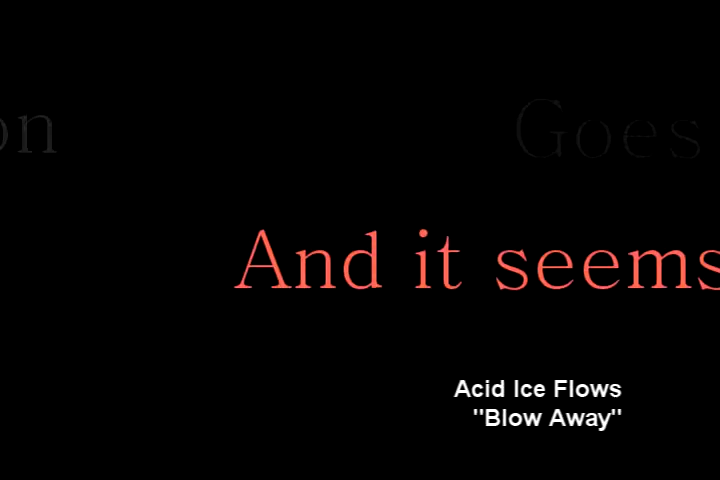 on Goes
And it seems
Acid Ice Flows
"Blow Away"